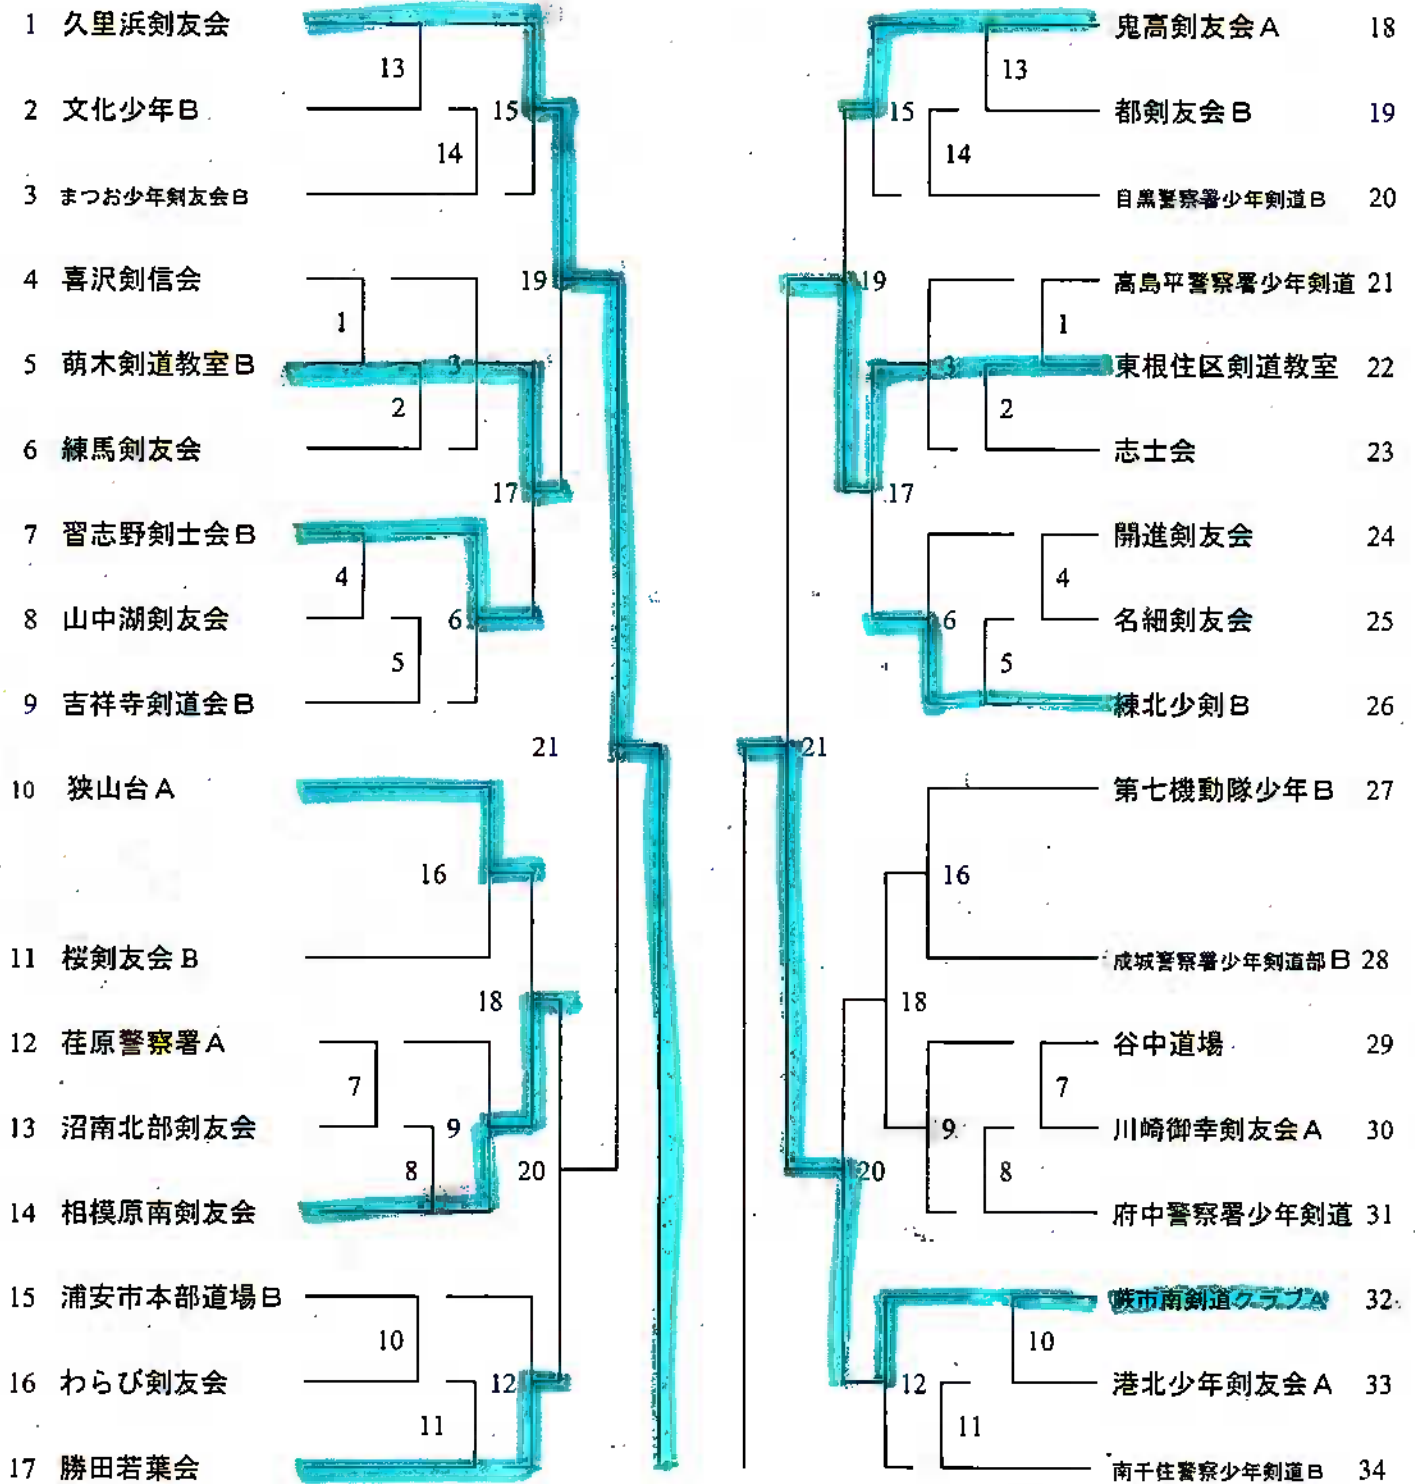 1 久里浜剣友会
13
2 文化少年B
15
14
3 まつお少年剣友会B
4 喜沢剣信会
19
1
5 萌木剣道教室B
3
2
6 練馬剣友会
17
7 習志野剣士会B
4
8 山中湖剣友会
6
5
9 吉祥寺剣道会B
21
10 狭山台A
16
11 桜剣友会B
18
12 荏原警察署A
7
13 沼南北部剣友会
9
8
20
14 相模原南剣友会
15 浦安市本部道場B
10
16 わらび剣友会
12
11
17 勝田若葉会
鬼高剣友会A 18
13
15
都剣友会B 19
14
目黒警察署少年剣道B 20
19
高島平警察署少年剣道 21
1
3
東根住区剣道教室 22
2
志士会 23
17
開進剣友会 24
4
6
名細剣友会 25
5
練北少剣B 26
21
第七機動隊少年B 27
16
成城警察署少年剣道部B 28
18
谷中道場 29
7
9
川崎御幸剣友会A 30
20
8
府中警察署少年剣道 31
蕨市南剣道クラブA 32
10
12
港北少年剣友会A 33
11
南千住警察少年剣道B 34